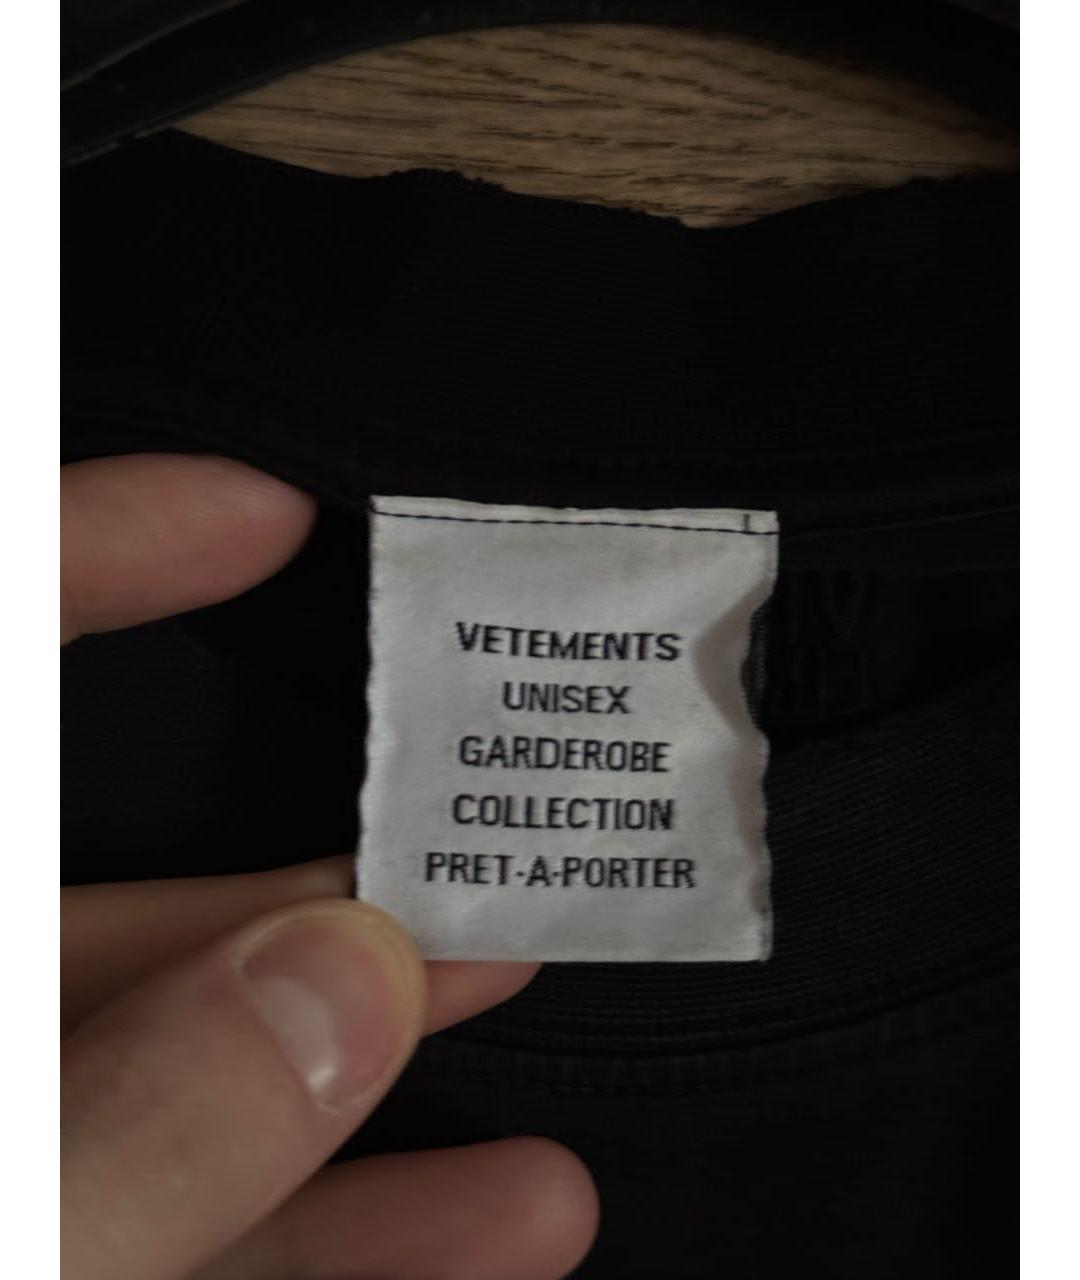 VETEMENTS
UNISEX
GARDEROBE
COLLECTION
PRET-A-PORTER